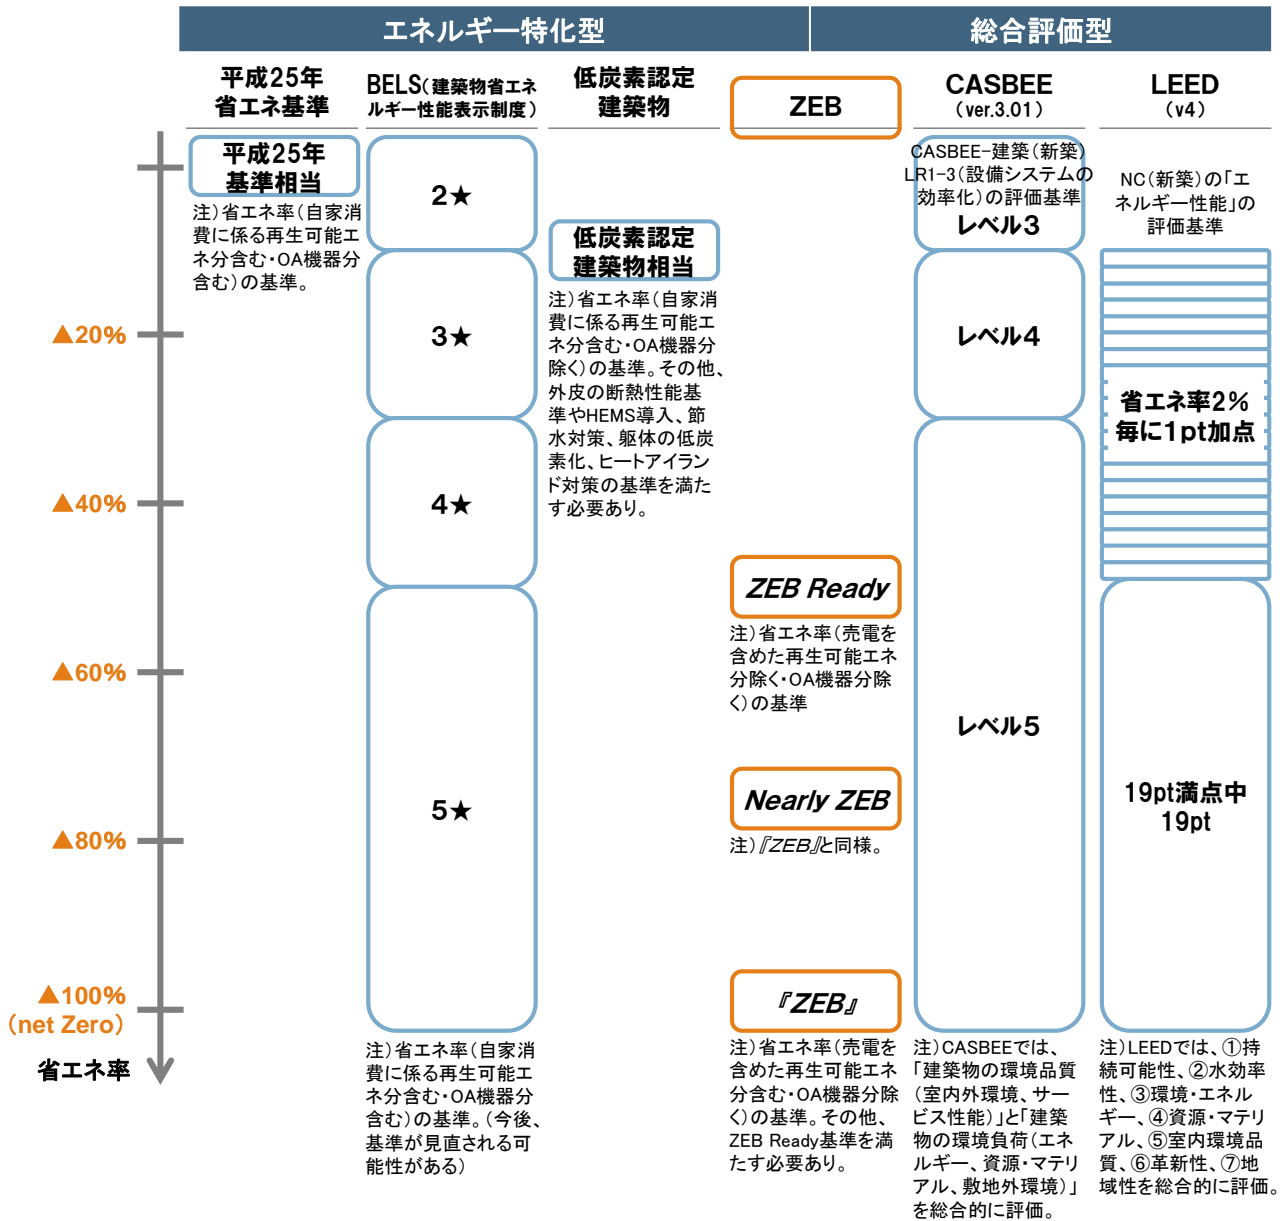 エネルギー特化型
総合評価型
平成25年
省エネ基準
BELS(建築物省エネ
ルギー性能表示制度)
低炭素認定
建築物
ZEB
CASBEE
(ver.3.01)
LEED
(v4)
▲20%
▲40%
▲60%
▲80%
▲100%
(net Zero)
省エネ率
平成25年
基準相当
注)省エネ率(自家消
費に係る再生可能エ
ネ分含む・OA機器分
含む)の基準。
2★
3★
4★
5★
注)省エネ率(自家消
費に係る再生可能エ
ネ分含む・OA機器分
含む)の基準。(今後、
基準が見直される可
能性がある)
低炭素認定
建築物相当
注)省エネ率(自家消
費に係る再生可能エ
ネ分含む・OA機器分
除く)の基準。その他、
外皮の断熱性能基
準やHEMS導入、節
水対策、躯体の低炭
素化、ヒートアイラン
ド対策の基準を満た
す必要あり。
ZEB Ready
注)省エネ率(売電を
含めた再生可能エネ
分除く・OA機器分除
く)の基準
Nearly ZEB
注)『ZEB』と同様。
『ZEB』
注)省エネ率(売電を
含めた再生可能エネ
分含む・OA機器分除
く)の基準。その他、
ZEB Ready基準を満
たす必要あり。
CASBEE-建築(新築)
LR1-3(設備システムの
効率化)の評価基準
レベル3
レベル4
レベル5
注)CASBEEでは、
「建築物の環境品質
(室内外環境、サー
ビス性能)」と「建築
物の環境負荷(エネ
ルギー、資源・マテリ
アル、敷地外環境)」
を総合的に評価。
NC(新築)の「エ
ネルギー性能」の
評価基準
省エネ率2%
毎に1pt加点
19pt満点中
19pt
注)LEEDでは、①持
続可能性、②水効率
性、③環境・エネル
ギー、④資源・マテリ
アル、⑤室内環境品
質、⑥革新性、⑦地
域性を総合的に評価。